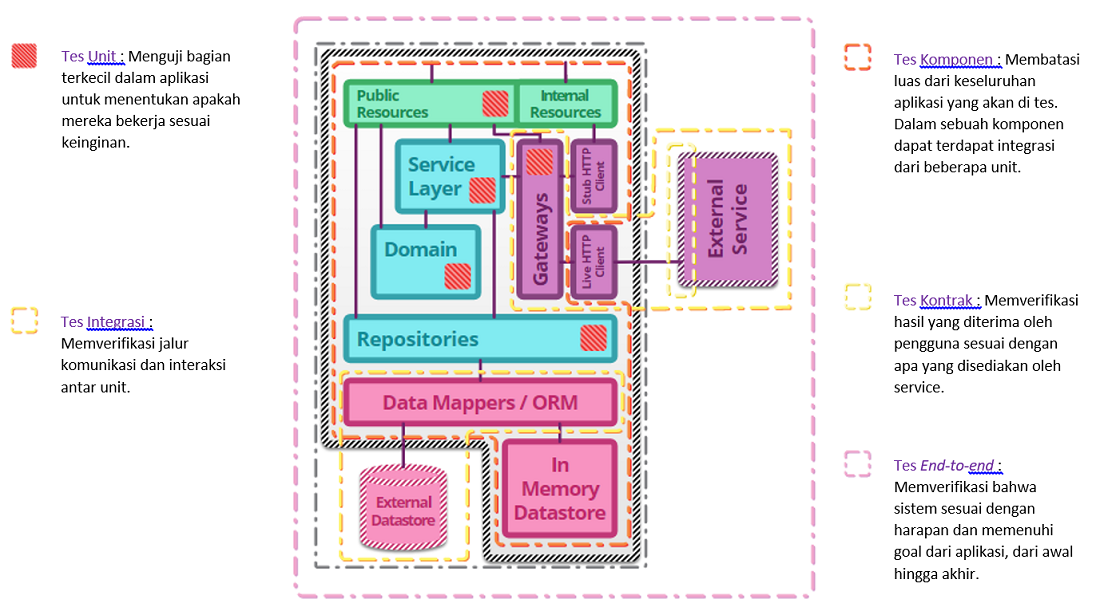 Tes Unit : Menguji bagian
terkecil dalam aplikasi
untuk menentukan apakah
mereka bekerja sesuai
keinginan.
Tes Integrasi :
Memverifikasi jalur
komunikasi dan interaksi
antar unit.
Public
Resources
Internal
Resources
Service
Layer
Gateways
Stub HTTP
Client
Domain
Live HTTP
Client
External
Service
Repositories
Data Mappers / ORM
External
Datastore
In
Memory
Datastore
Tes Komponen : Membatasi
luas dari keseluruhan
aplikasi yang akan di tes.
Dalam sebuah komponen
dapat terdapat integrasi
dari beberapa unit.
Tes Kontrak : Memverifikasi
hasil yang diterima oleh
pengguna sesuai dengan
apa yang disediakan oleh
service.
Tes End-to-end :
Memverifikasi bahwa
sistem sesuai dengan
harapan dan memenuhi
goal dari aplikasi, dari awal
hingga akhir.